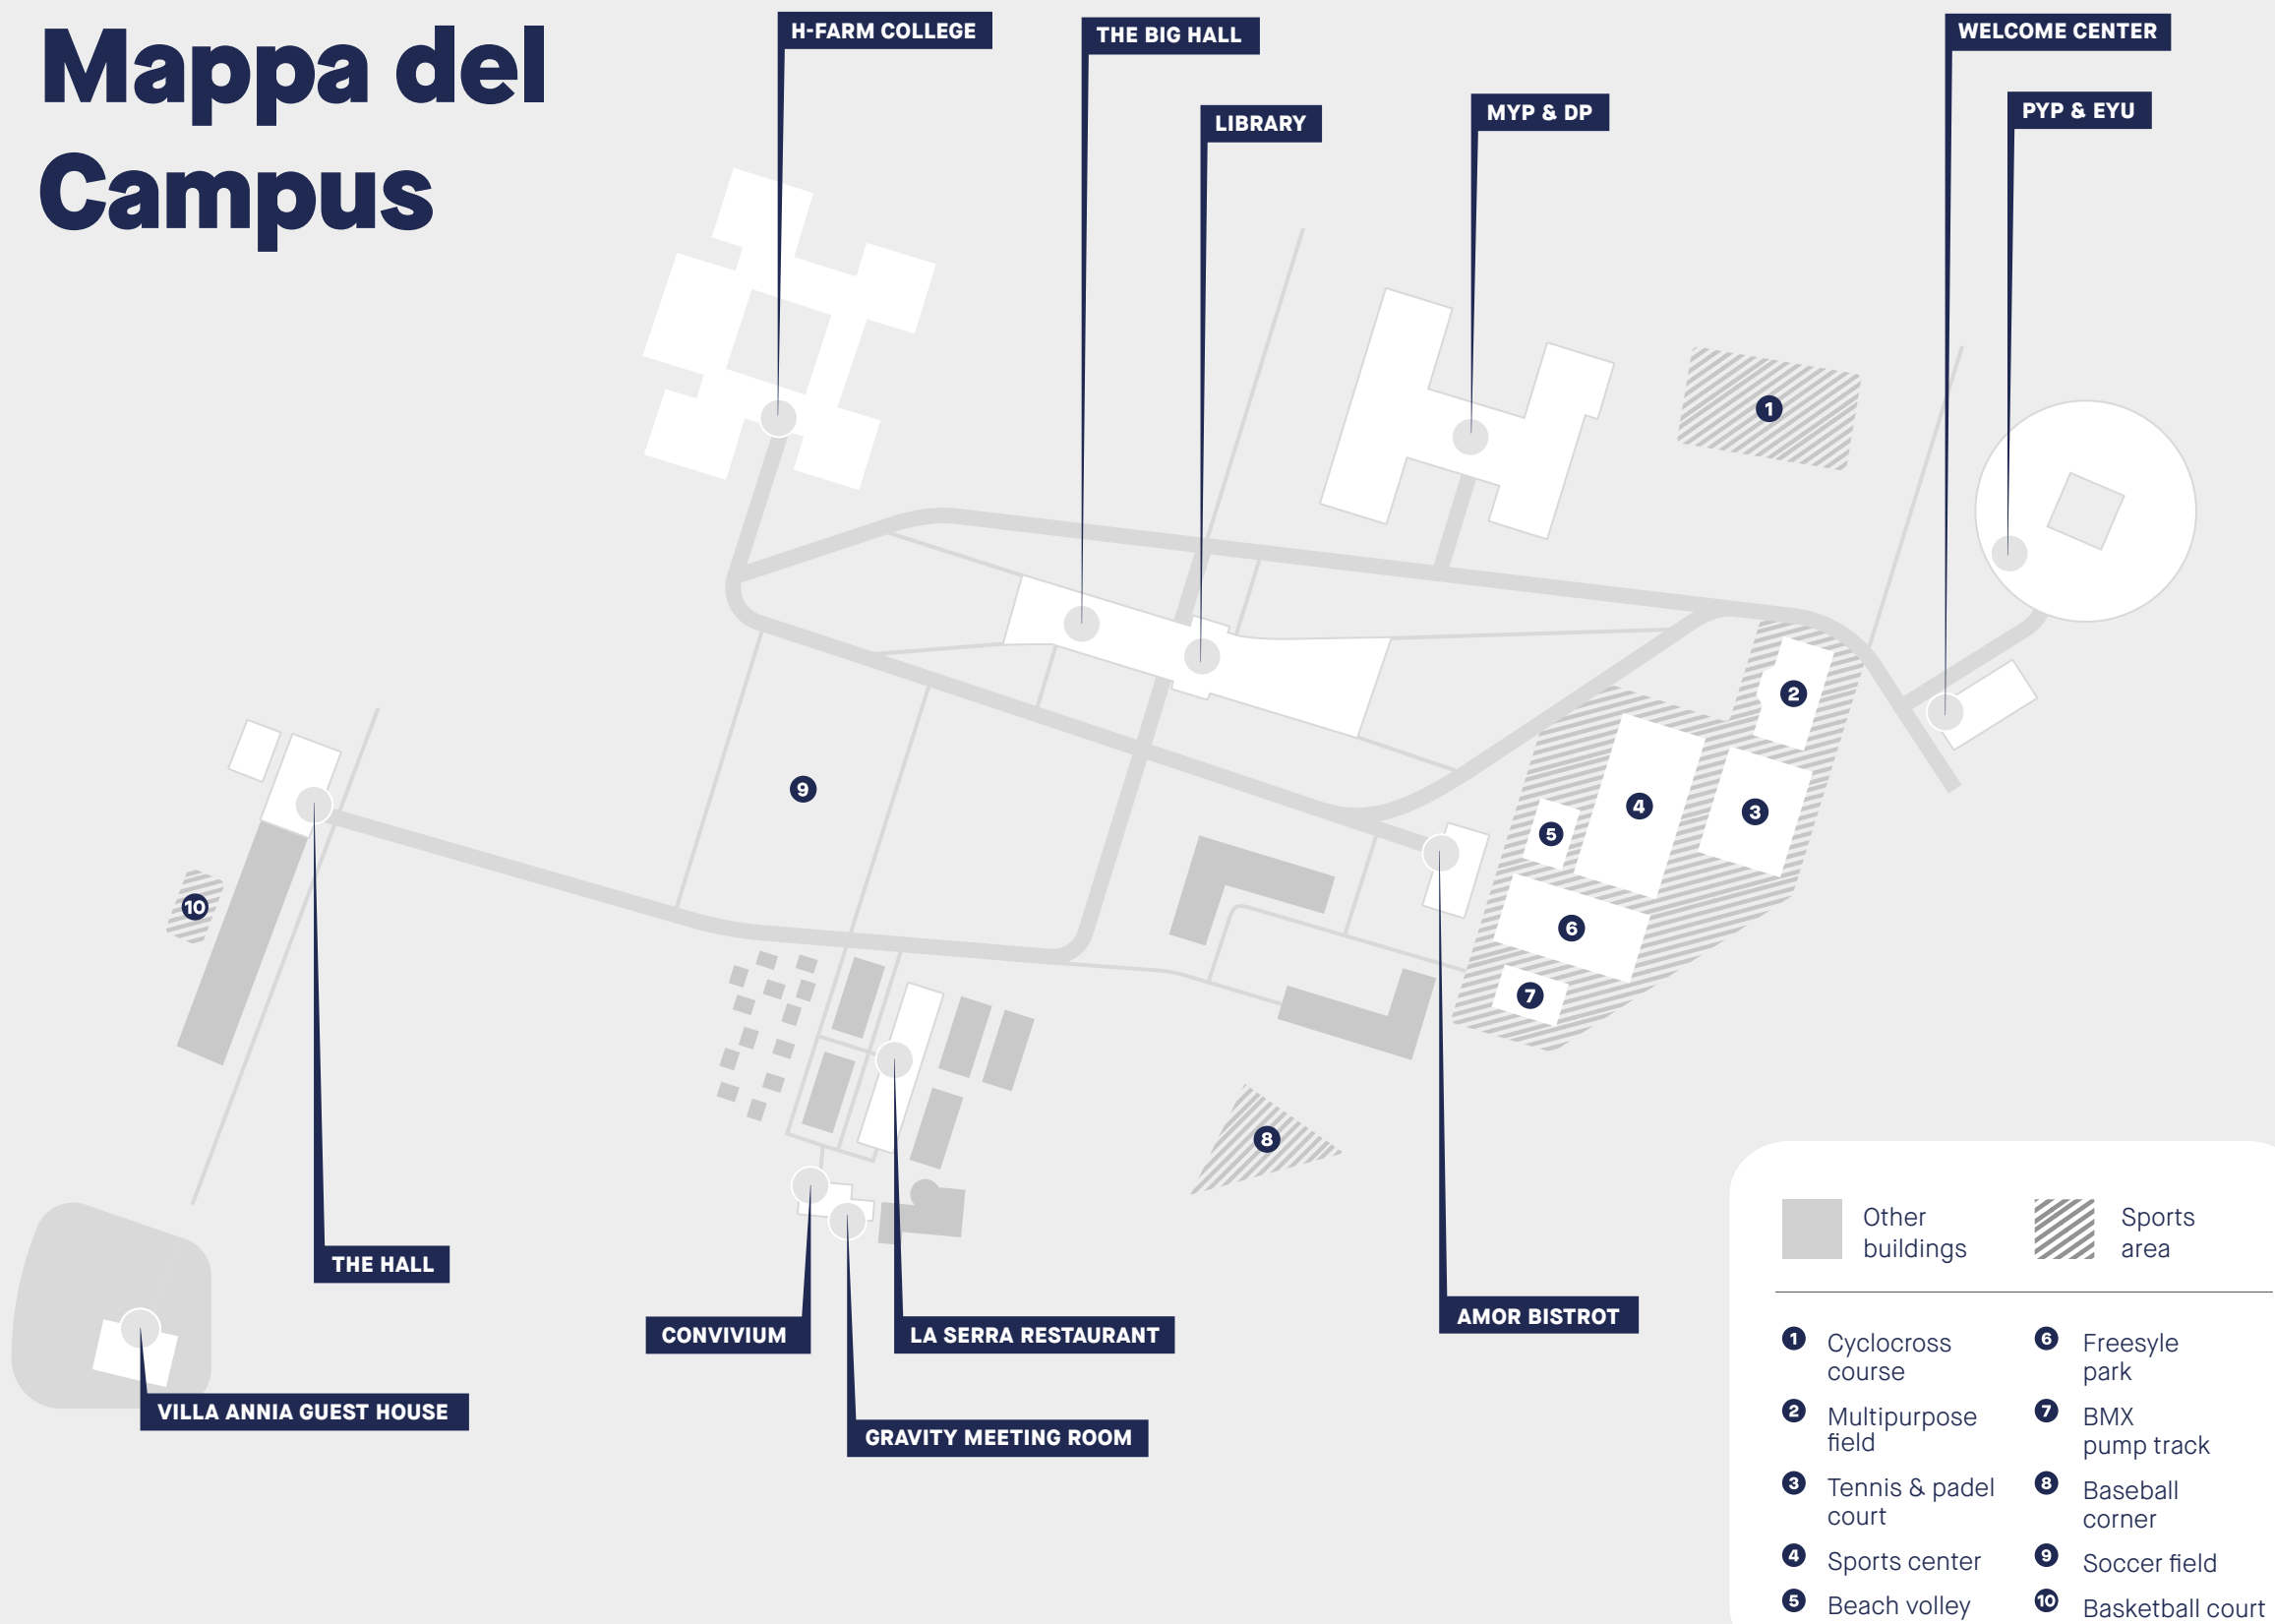 Mappa del
Campus
H-FARM COLLEGE
THE BIG HALL
WELCOME CENTER
LIBRARY
MYP & DP
PYP & EYU
1
2
9
4
3
5
10
6
7
8
THE HALL
CONVIVIUM
LA SERRA RESTAURANT
AMOR BISTROT
VILLA ANNIA GUEST HOUSE
GRAVITY MEETING ROOM
Other
buildings
Sports
area
1 Cyclocross
course
2 Multipurpose
field
3 Tennis & padel
court
4 Sports center
5 Beach volley
6 Freesyle
park
7 BMX
pump track
8 Baseball
corner
9 Soccer field
10 Basketball court